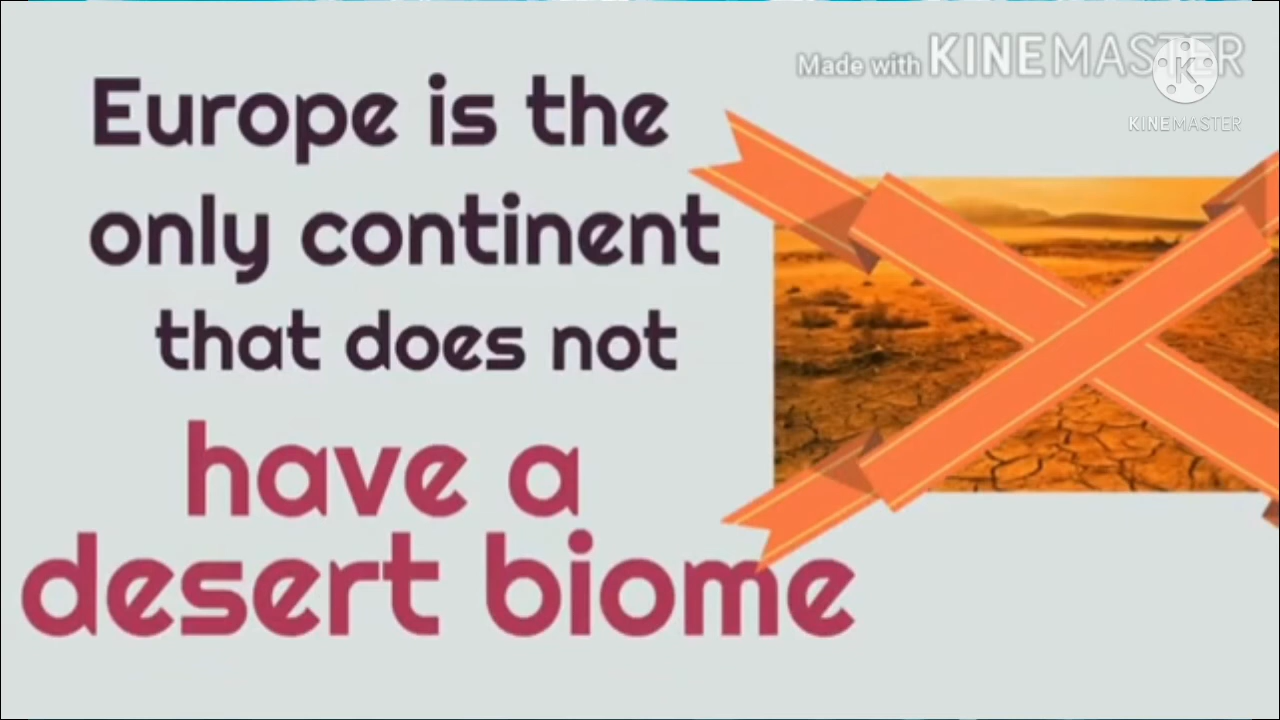 Made with KINEMASTER
K
KINEMASTER
Europe is the
only continent
that does not
have a
desert biome